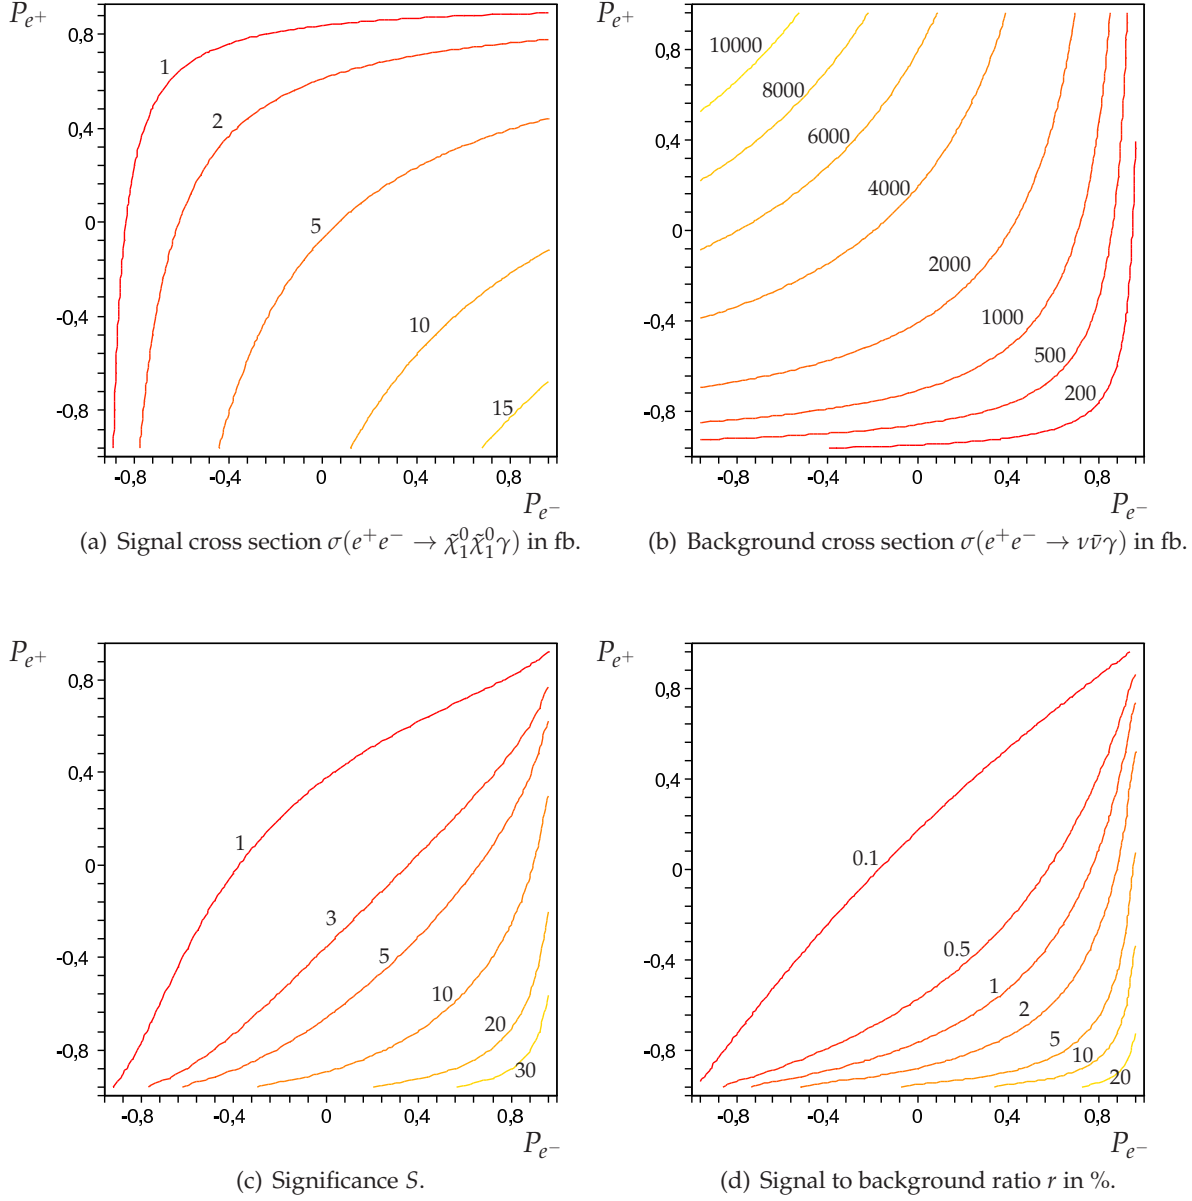 P_{e^+}
0,8
0,4
0
-0,4
-0,8
1
2
5
10
15
-0,8 -0,4 0 0,4 0,8
P_{e^-}
(a) Signal cross section σ(e⁺e⁻ → χ̃₁⁰χ̃₁⁰γ) in fb.
P_{e^+}
0,8
0,4
0
-0,4
-0,8
10000
8000
6000
4000
2000
1000
500
200
-0,8 -0,4 0 0,4 0,8
P_{e^-}
(b) Background cross section σ(e⁺e⁻ → νν̄γ) in fb.
P_{e^+}
0,8
0,4
0
-0,4
-0,8
1
3
5
10
20
30
-0,8 -0,4 0 0,4 0,8
P_{e^-}
(c) Significance S.
P_{e^+}
0,8
0,4
0
-0,4
-0,8
0.1
0.5
1
2
5
10
20
-0,8 -0,4 0 0,4 0,8
P_{e^-}
(d) Signal to background ratio r in %.